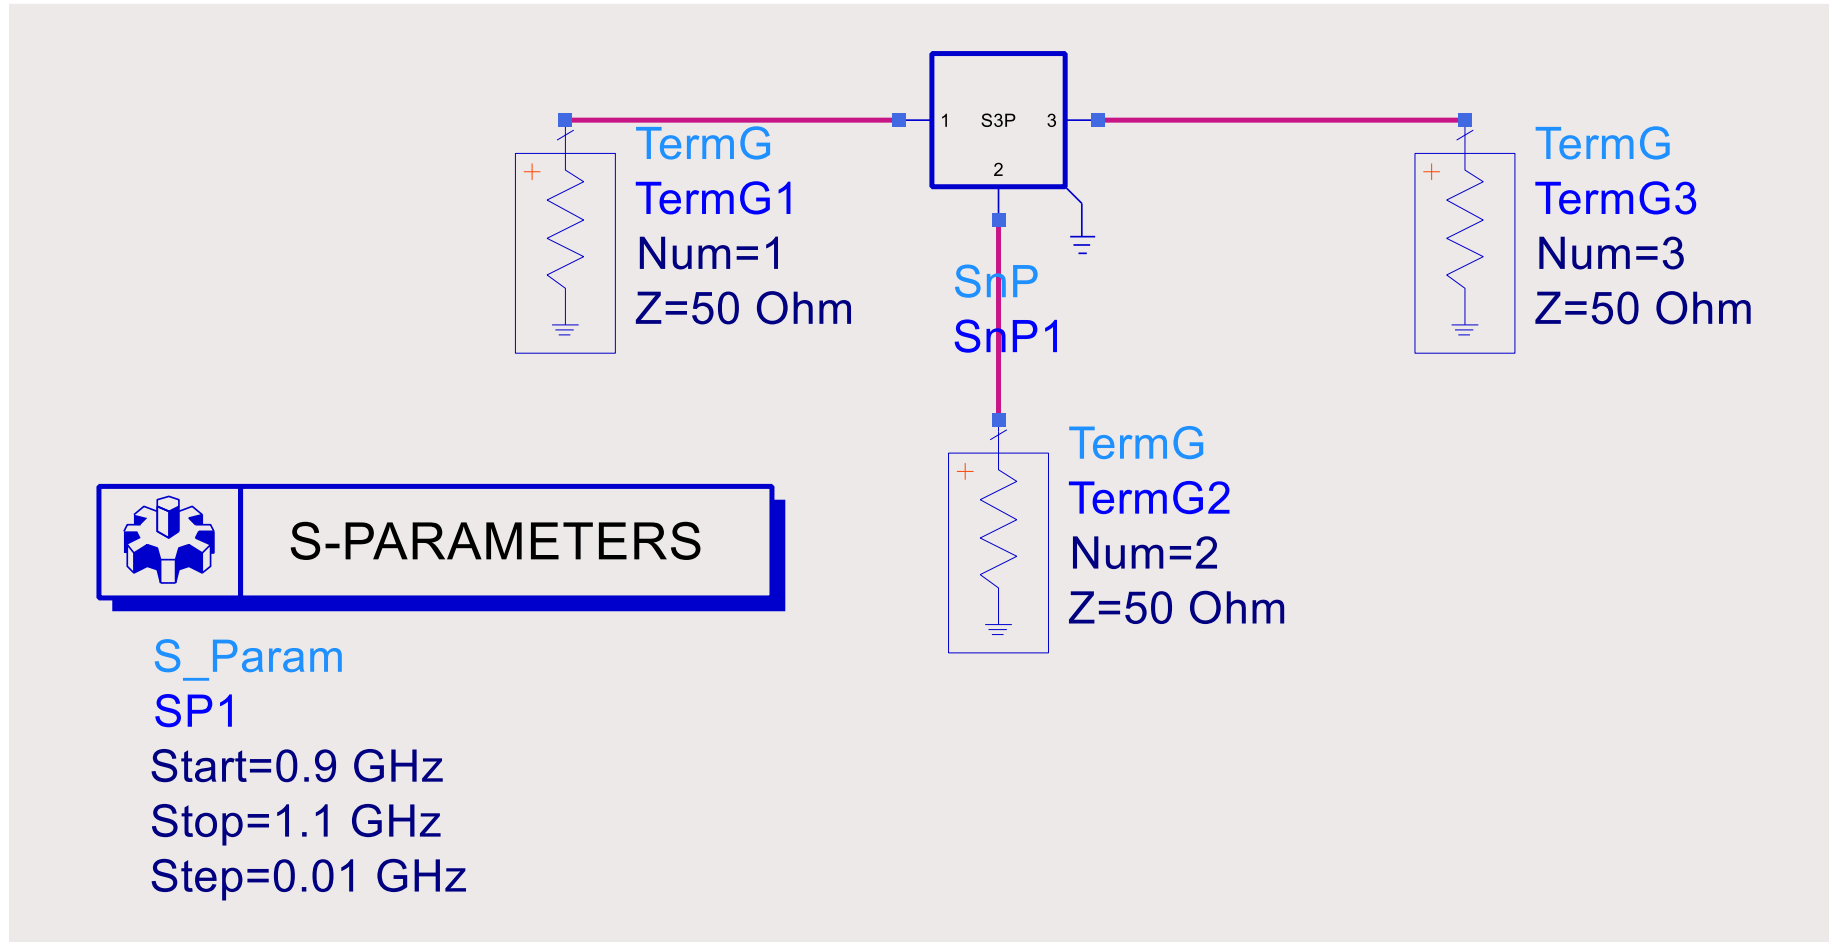 1 S3P 3
2
TermG
TermG1
Num=1
Z=50 Ohm
SnP
SnP1
TermG
TermG3
Num=3
Z=50 Ohm
TermG
TermG2
Num=2
Z=50 Ohm
S-PARAMETERS
S_Param
SP1
Start=0.9 GHz
Stop=1.1 GHz
Step=0.01 GHz